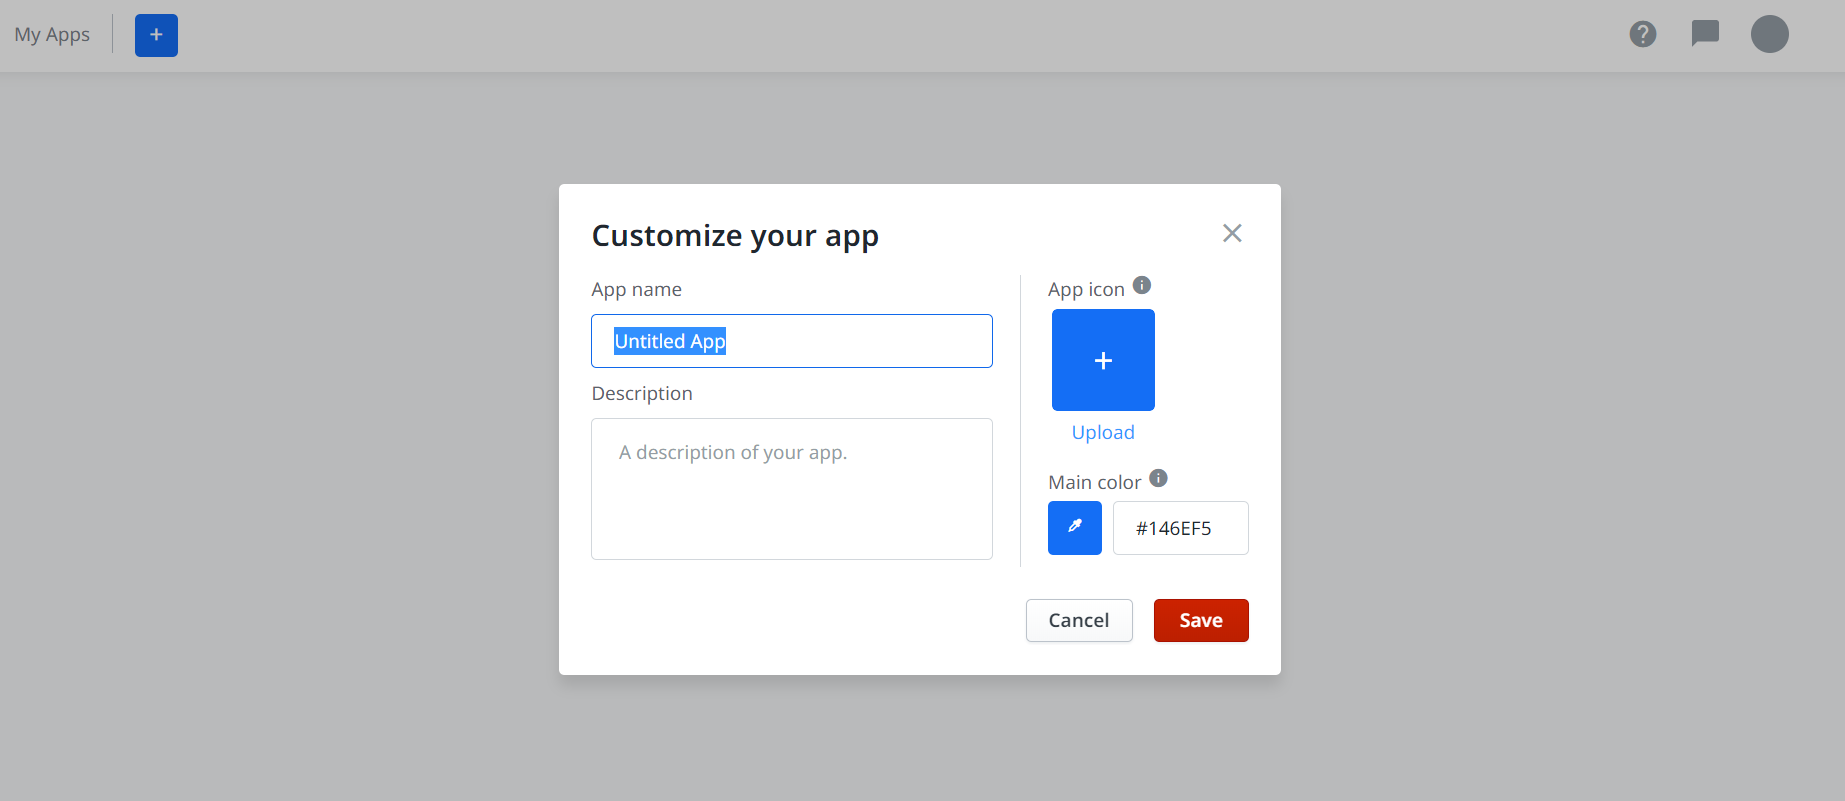 My Apps
Customize your app
App name
Untitled App
Description
A description of your app.
App icon
Upload
Main color
#146EF5
Cancel
Save